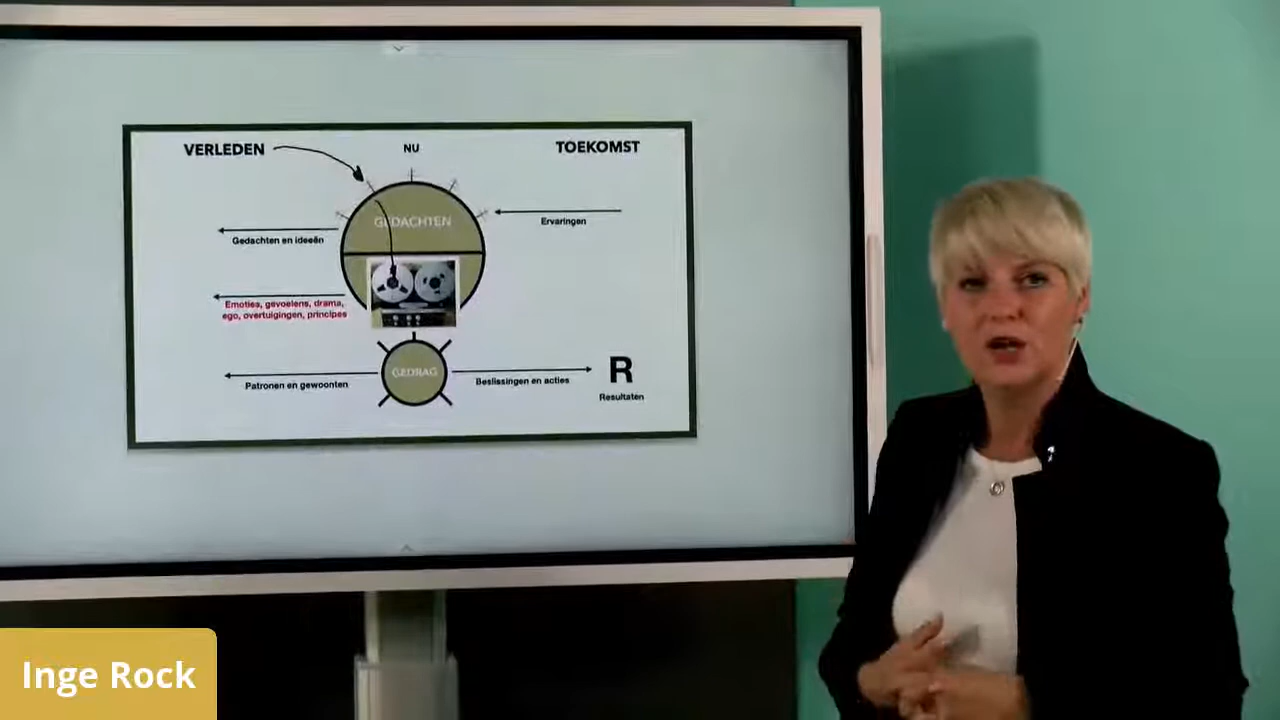 VERLEDEN
NU
TOEKOMST
GEDACHTEN
Ervaringen
Gedachten en ideeën
Emoties, gevoelens, drama,
ego, overtuigingen, principes
GEDRAG
Patronen en gewoonten
Beslissingen en acties
R
Resultaten
Inge Rock